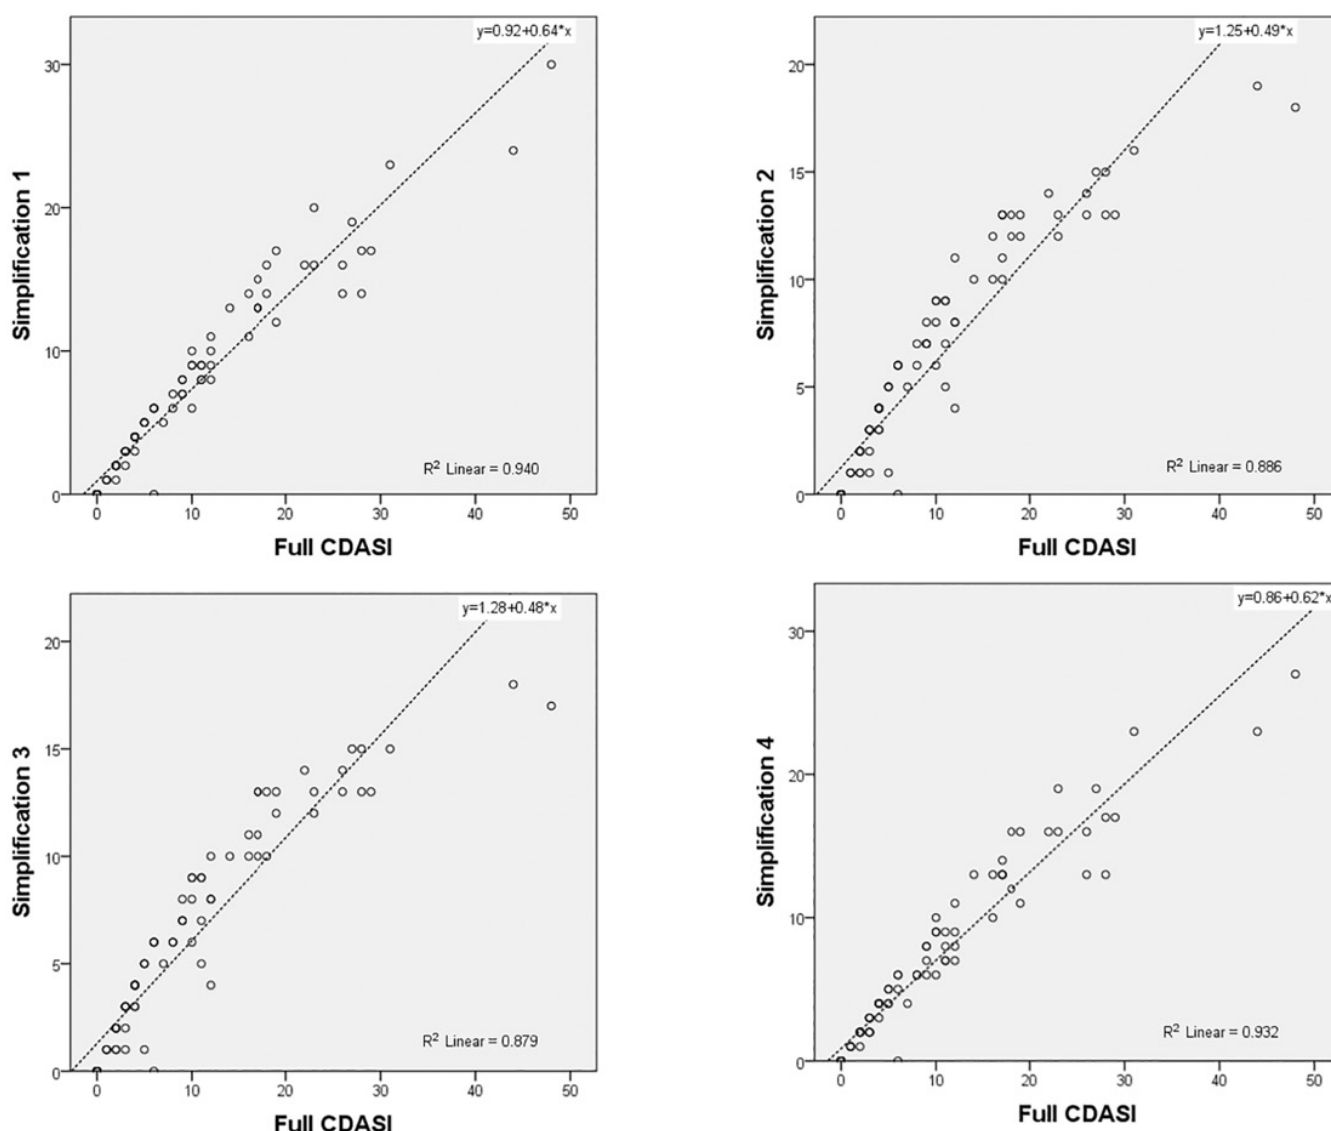 y=0.92+0.64*x
30
20
10
0
Simplification 1
R² Linear = 0.940
0 10 20 30 40 50
Full CDASI
y=1.25+0.49*x
20
15
10
5
0
Simplification 2
R² Linear = 0.886
0 10 20 30 40 50
Full CDASI
y=1.28+0.48*x
20
15
10
5
0
Simplification 3
R² Linear = 0.879
0 10 20 30 40 50
Full CDASI
y=0.86+0.62*x
30
20
10
0
Simplification 4
R² Linear = 0.932
0 10 20 30 40 50
Full CDASI